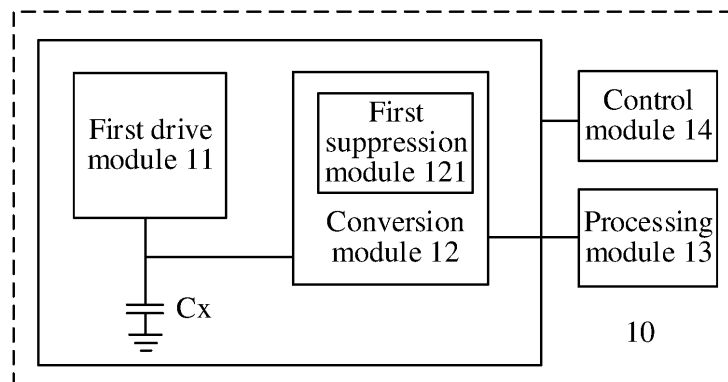 First drive
module 11
First
suppression
module 121
Conversion
module 12
Control
module 14
Processing
module 13
Cx
10